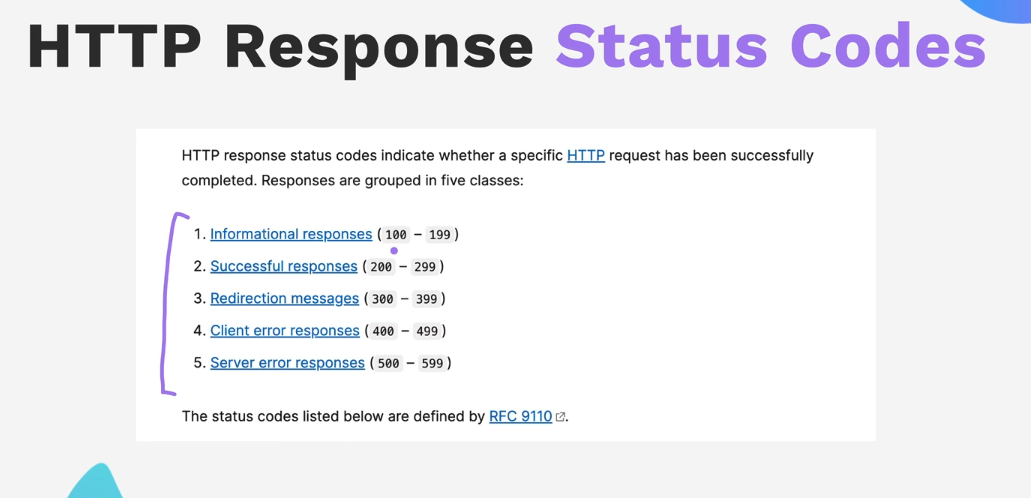 HTTP Response Status Codes
HTTP response status codes indicate whether a specific HTTP request has been successfully
completed. Responses are grouped in five classes:
1. Informational responses ( 100 – 199 )
2. Successful responses ( 200 – 299 )
3. Redirection messages ( 300 – 399 )
4. Client error responses ( 400 – 499 )
5. Server error responses ( 500 – 599 )
The status codes listed below are defined by RFC 9110.